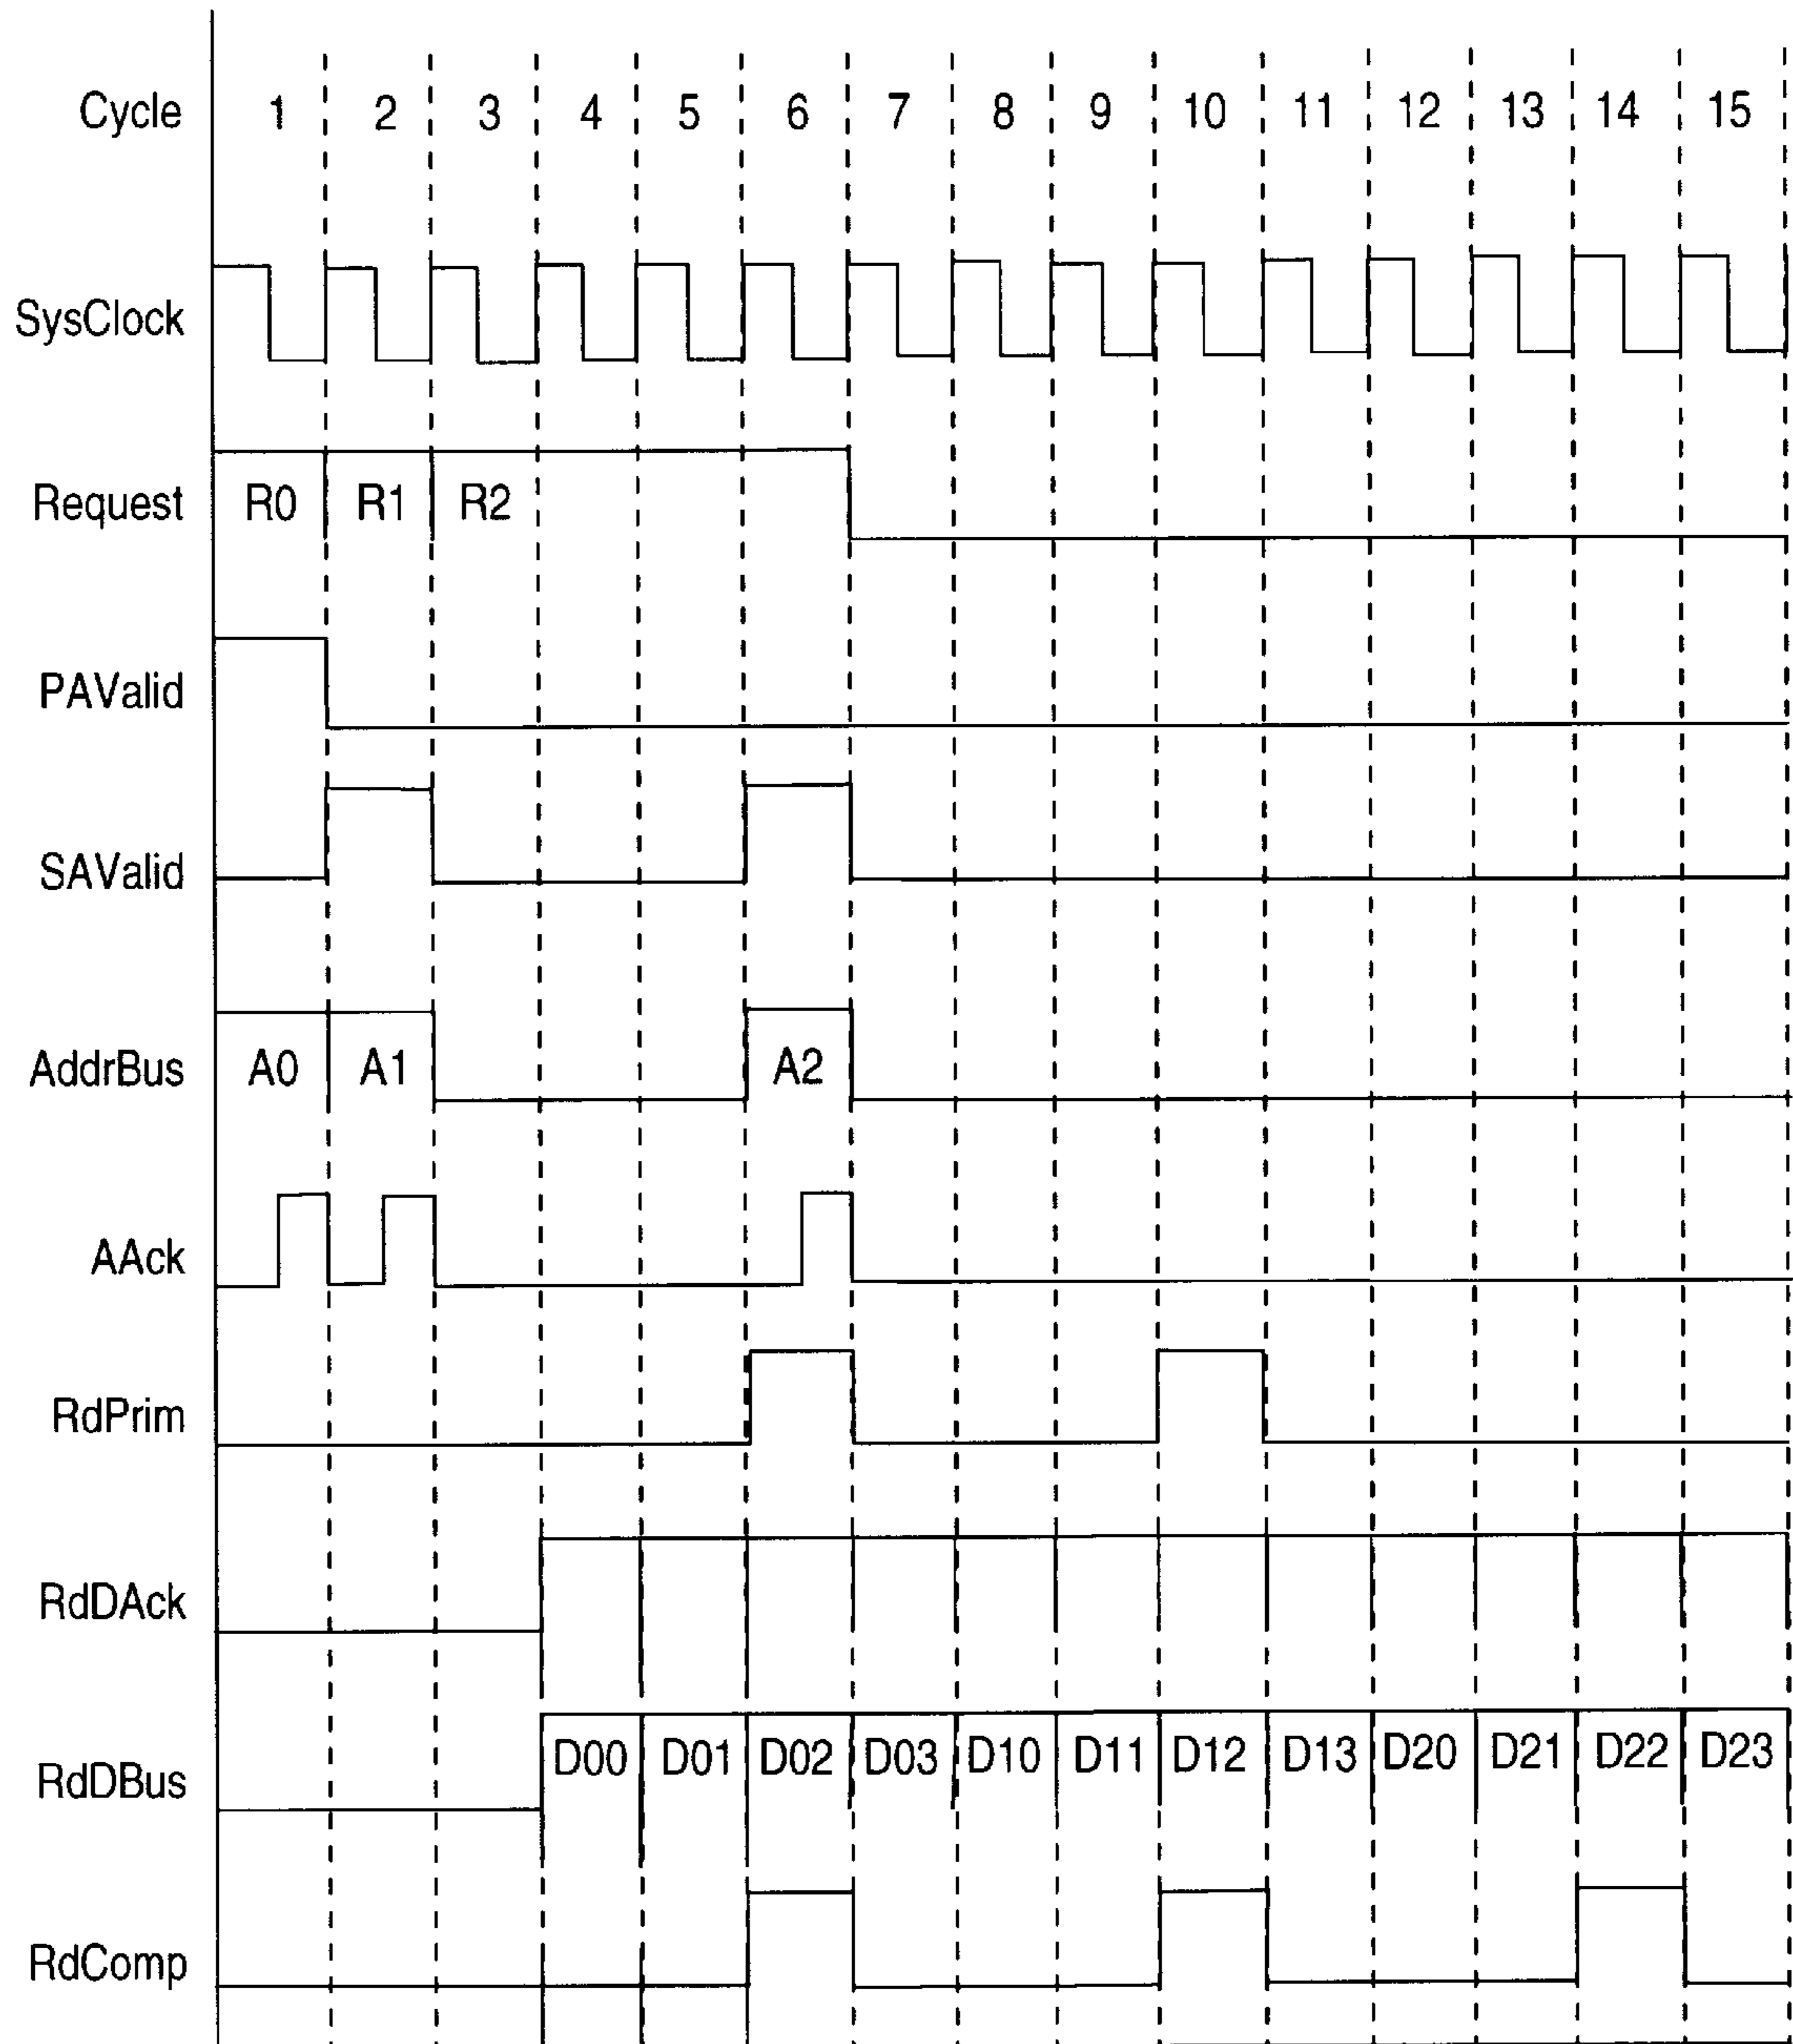 Cycle 1 2 3 4 5 6 7 8 9 10 11 12 13 14 15
SysClock
Request R0 R1 R2
PAValid
SAValid
AddrBus A0 A1 A2
AAck
RdPrim
RdDAck
RdDBus D00 D01 D02 D03 D10 D11 D12 D13 D20 D21 D22 D23
RdComp